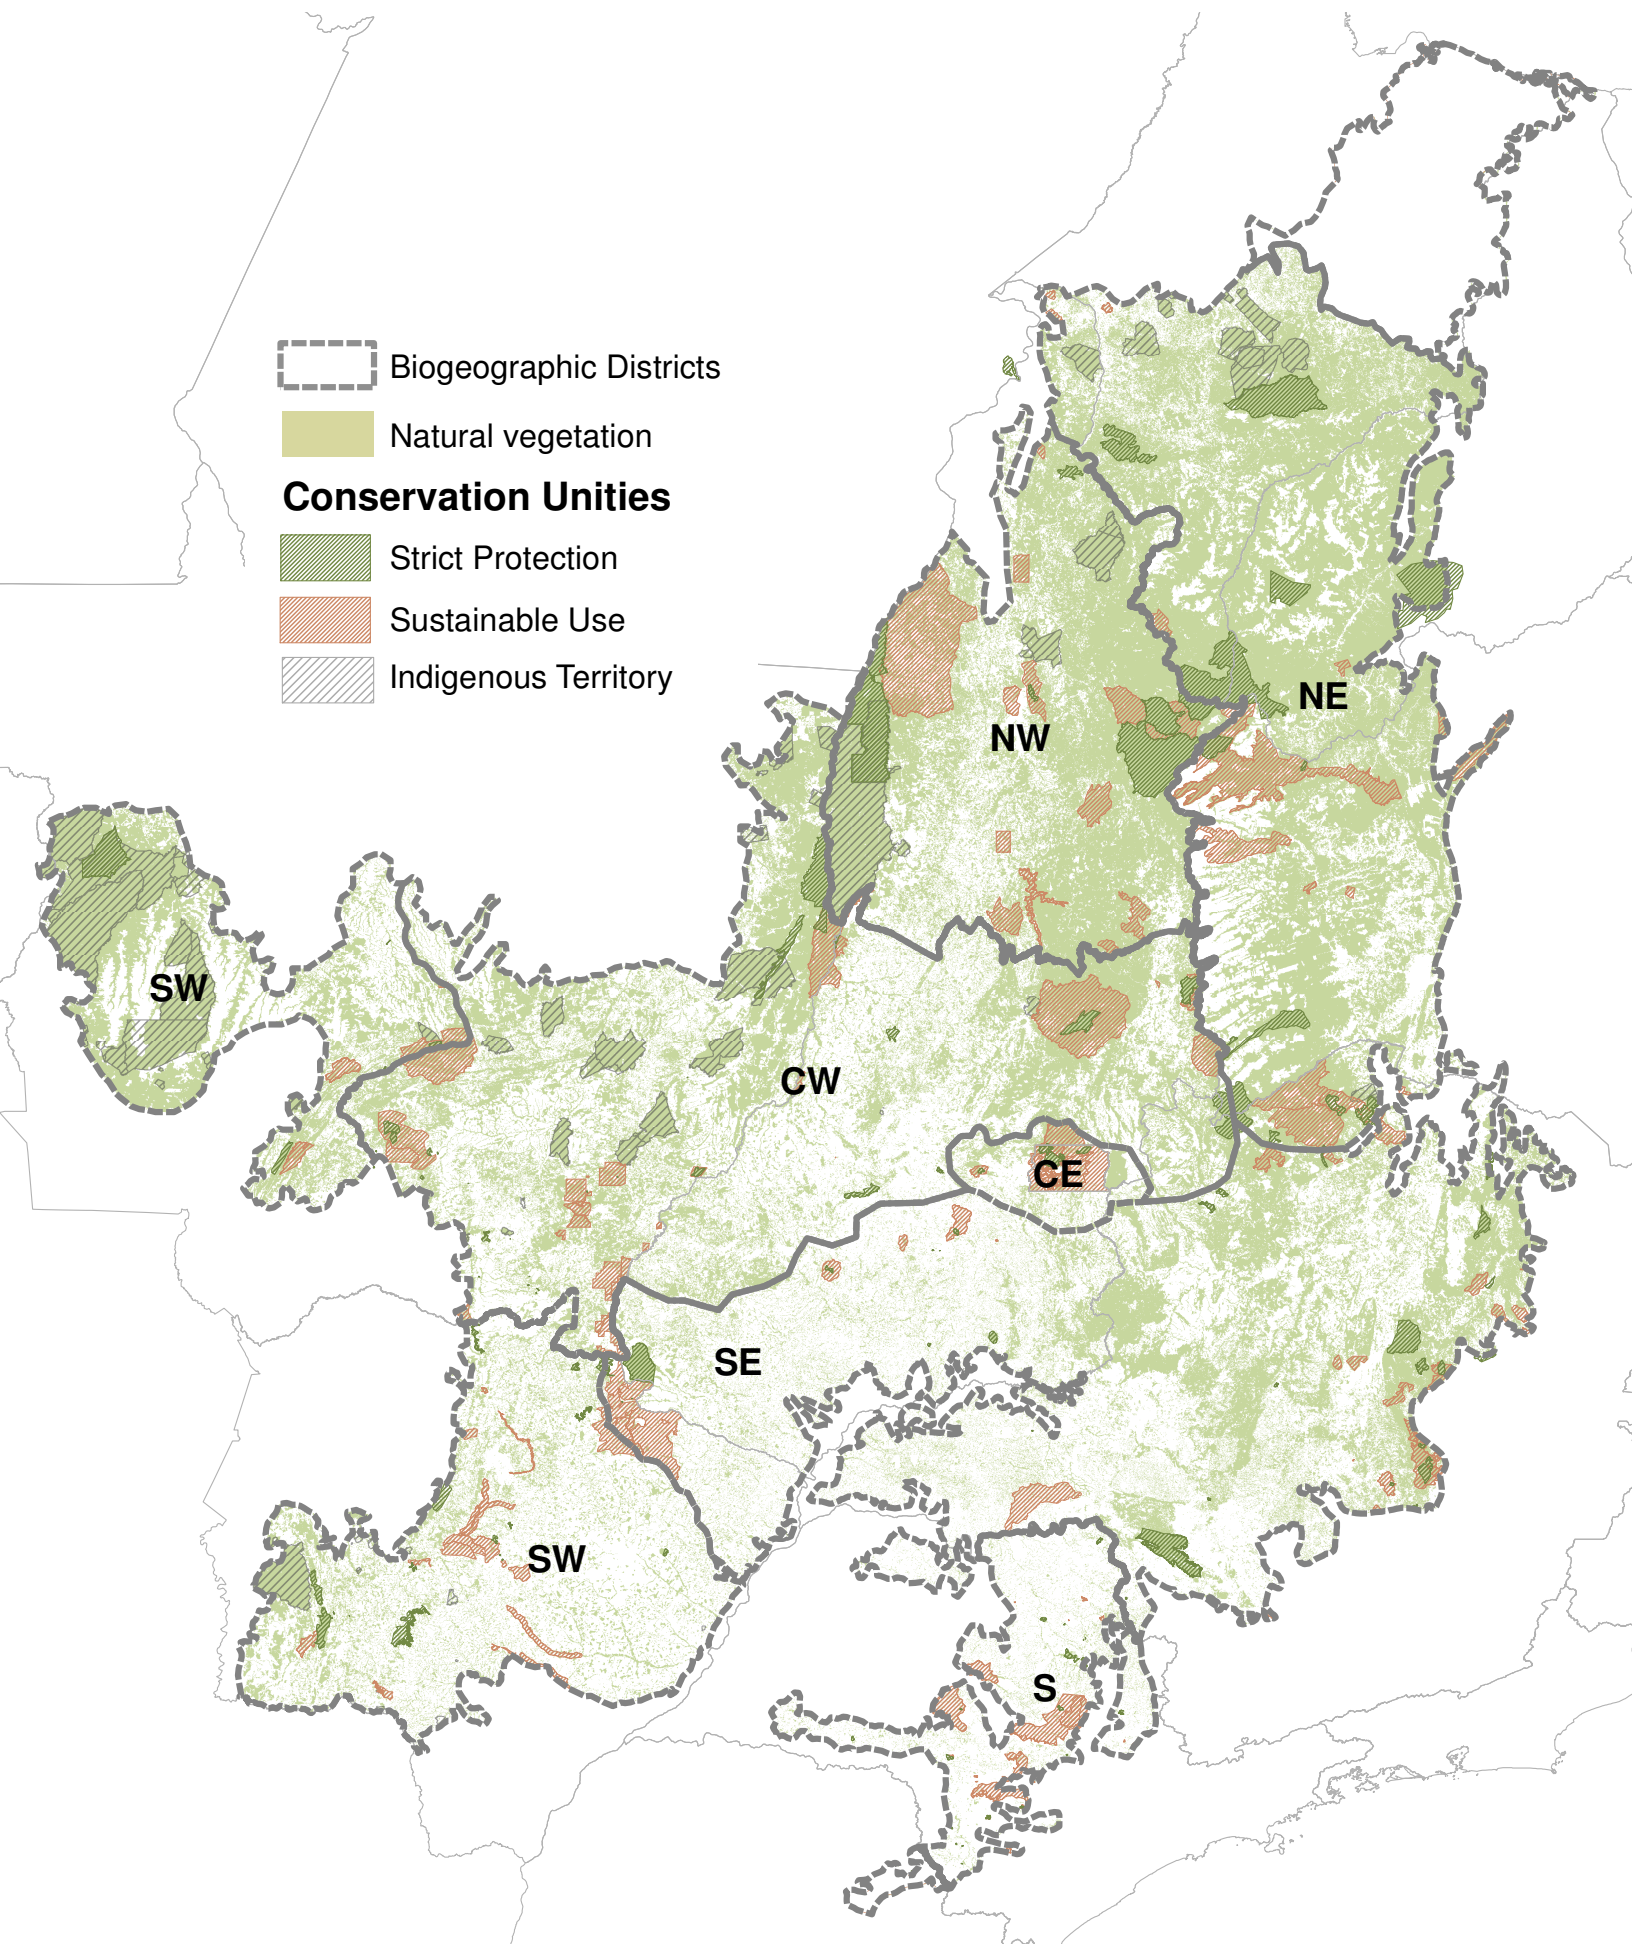 Biogeographic Districts
Natural vegetation
Conservation Unities
Strict Protection
Sustainable Use
Indigenous Territory
NE
NW
SW
CW
CE
SE
SW
S